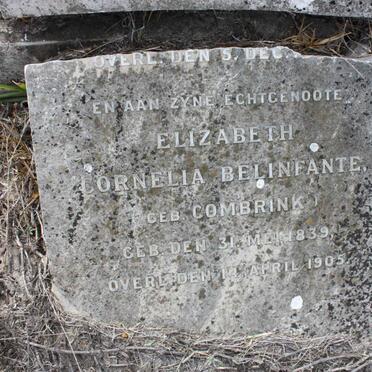 OVERL. DEN 5. DEC
EN AAN ZYNE ECHTGENOOTE
ELIZABETH
CORNELIA BELINFANTE,
( GEB. COMBRINK )
GEB. DEN 31. MEI 1839.
OVERL. DEN APRIL 1905.